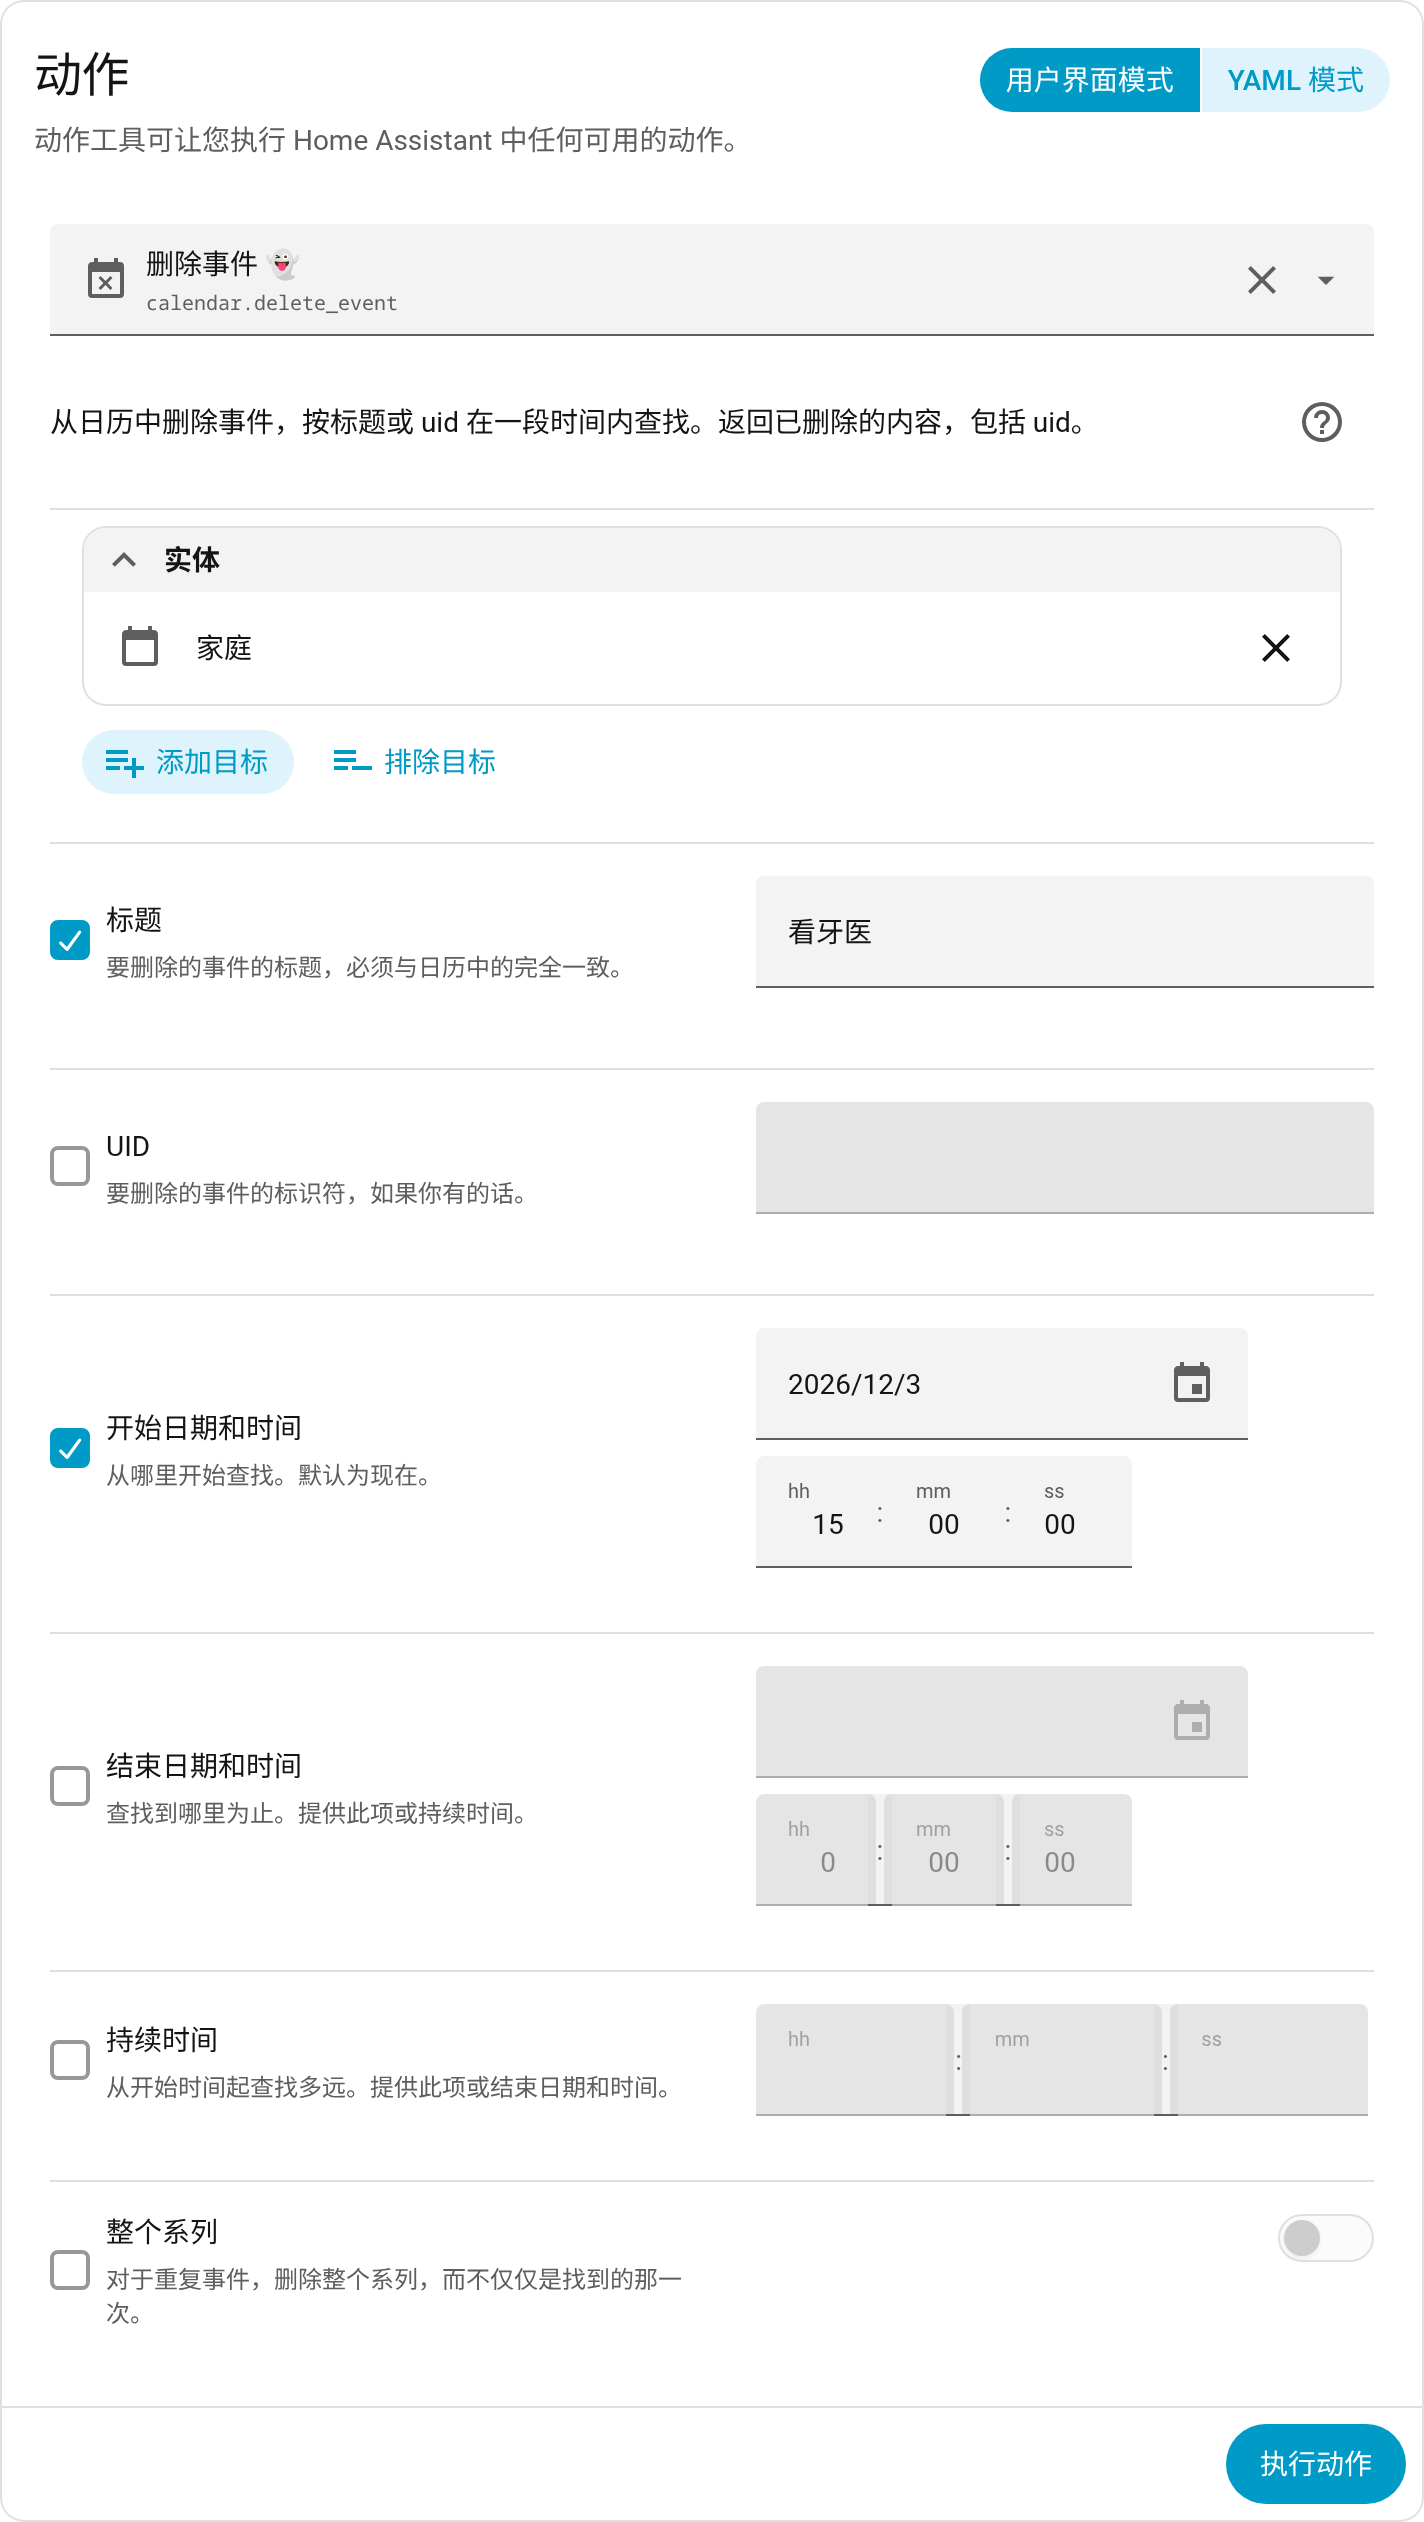 动作
用户界面模式
YAML 模式
动作工具可让您执行 Home Assistant 中任何可用的动作。
删除事件 👻
calendar.delete_event
从日历中删除事件，按标题或 uid 在一段时间内查找。返回已删除的内容，包括 uid。
实体
家庭
添加目标
排除目标
标题
要删除的事件的标题，必须与日历中的完全一致。
看牙医
UID
要删除的事件的标识符，如果你有的话。
开始日期和时间
从哪里开始查找。默认为现在。
2026/12/3
hh : mm : ss
15 00 00
结束日期和时间
查找到哪里为止。提供此项或持续时间。
hh : mm : ss
0 00 00
持续时间
从开始时间起查找多远。提供此项或结束日期和时间。
hh : mm : ss
整个系列
对于重复事件，删除整个系列，而不仅仅是找到的那一
次。
执行动作